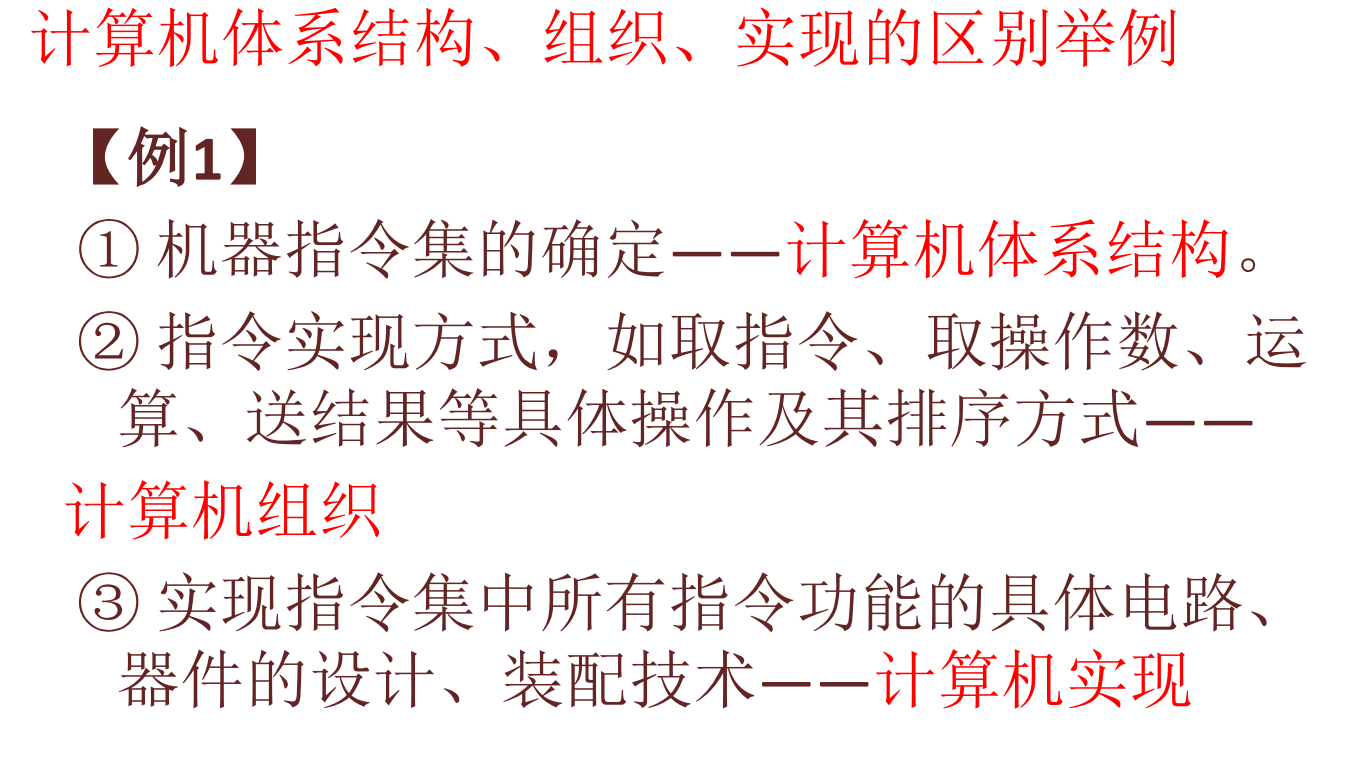 计算机体系结构、组织、实现的区别举例
【例1】
① 机器指令集的确定——计算机体系结构。
② 指令实现方式，如取指令、取操作数、运
算、送结果等具体操作及其排序方式——
计算机组织
③ 实现指令集中所有指令功能的具体电路、
器件的设计、装配技术——计算机实现